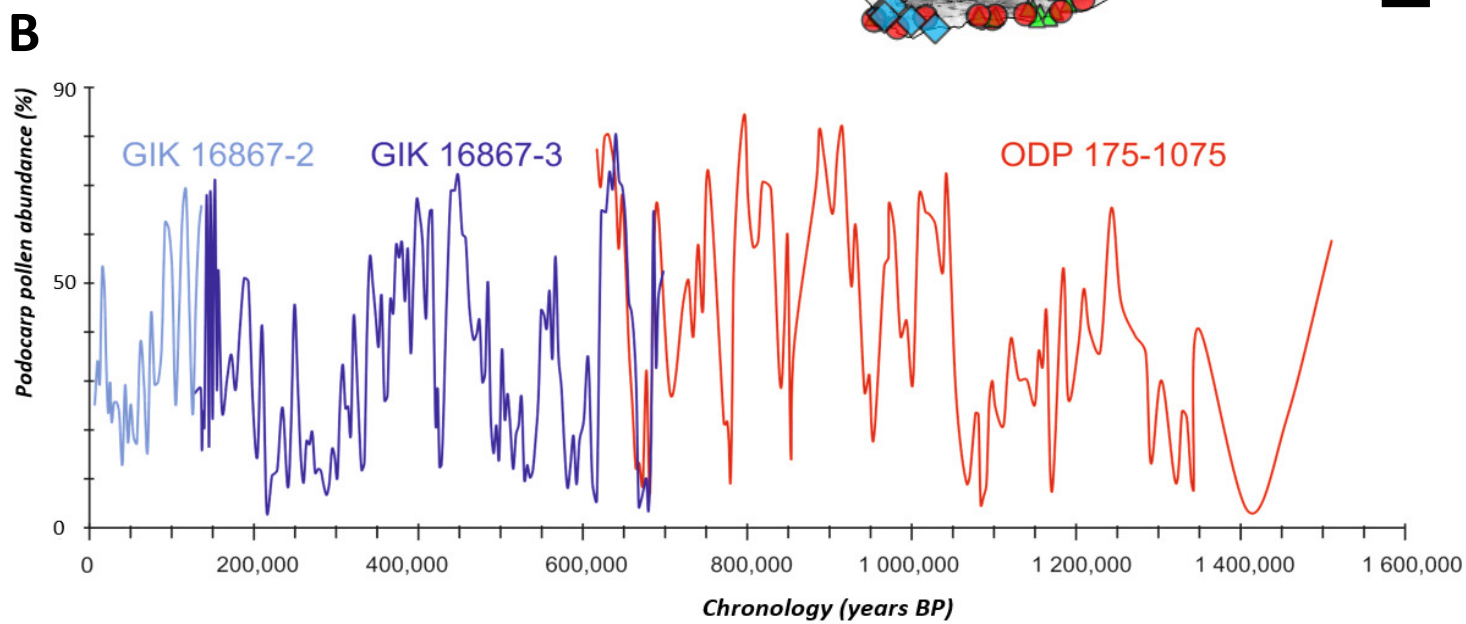 B
Podocarp pollen abundance (%)
90
50
0
GIK 16867-2
GIK 16867-3
ODP 175-1075
0 200,000 400,000 600,000 800,000 1 000,000 1 200,000 1 400,000 1 600,000
Chronology (years BP)